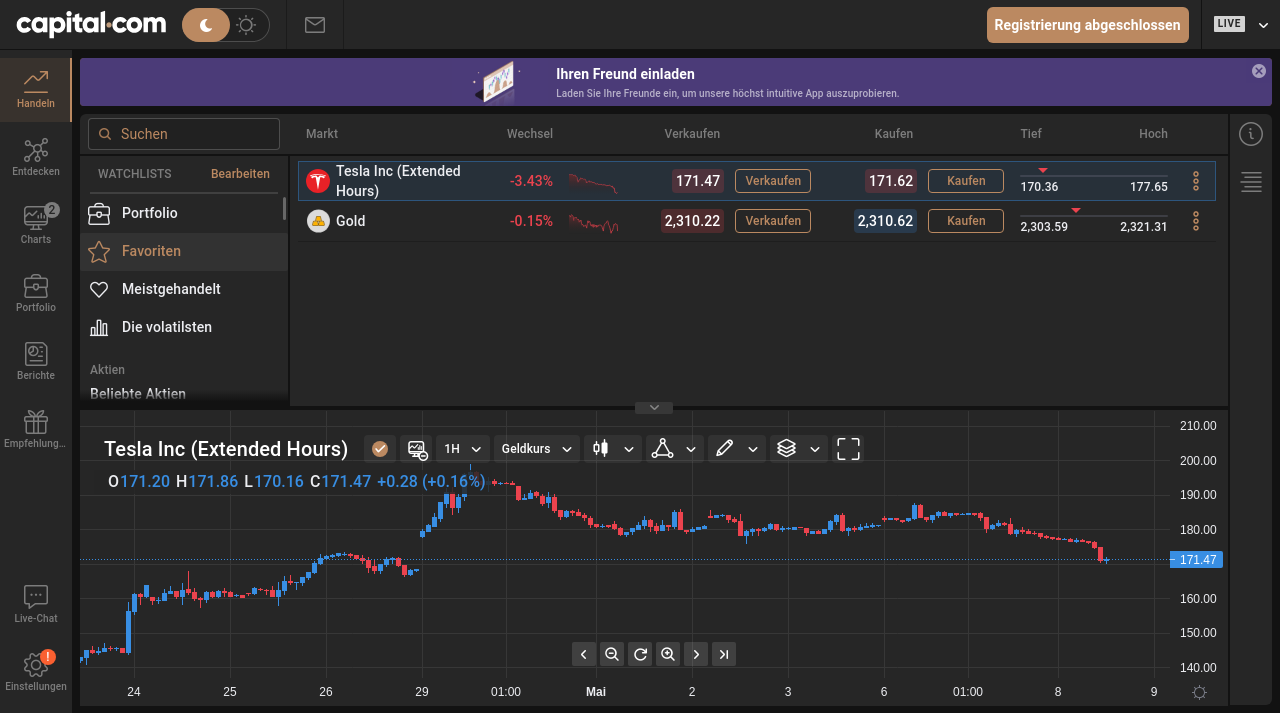 capital.com
Registrierung abgeschlossen
LIVE
Handeln
Entdecken
2
Charts
Portfolio
Berichte
Empfehlung...
Live-Chat
!
Einstellungen
Ihren Freund einladen
Laden Sie Ihre Freunde ein, um unsere höchst intuitive App auszuprobieren.
Suchen
WATCHLISTS Bearbeiten
Portfolio
Favoriten
Meistgehandelt
Die volatilsten
Aktien
Beliebte Aktien
Markt Wechsel Verkaufen Kaufen Tief Hoch
Tesla Inc (Extended
Hours)
-3.43% 171.47 Verkaufen 171.62 Kaufen 170.36 177.65
Gold -0.15% 2,310.22 Verkaufen 2,310.62 Kaufen 2,303.59 2,321.31
Tesla Inc (Extended Hours) 1H Geldkurs
O171.20 H171.86 L170.16 C171.47 +0.28 (+0.16%)
210.00
200.00
190.00
180.00
171.47
160.00
150.00
140.00
24 25 26 29 01:00 Mai 2 3 6 01:00 8 9